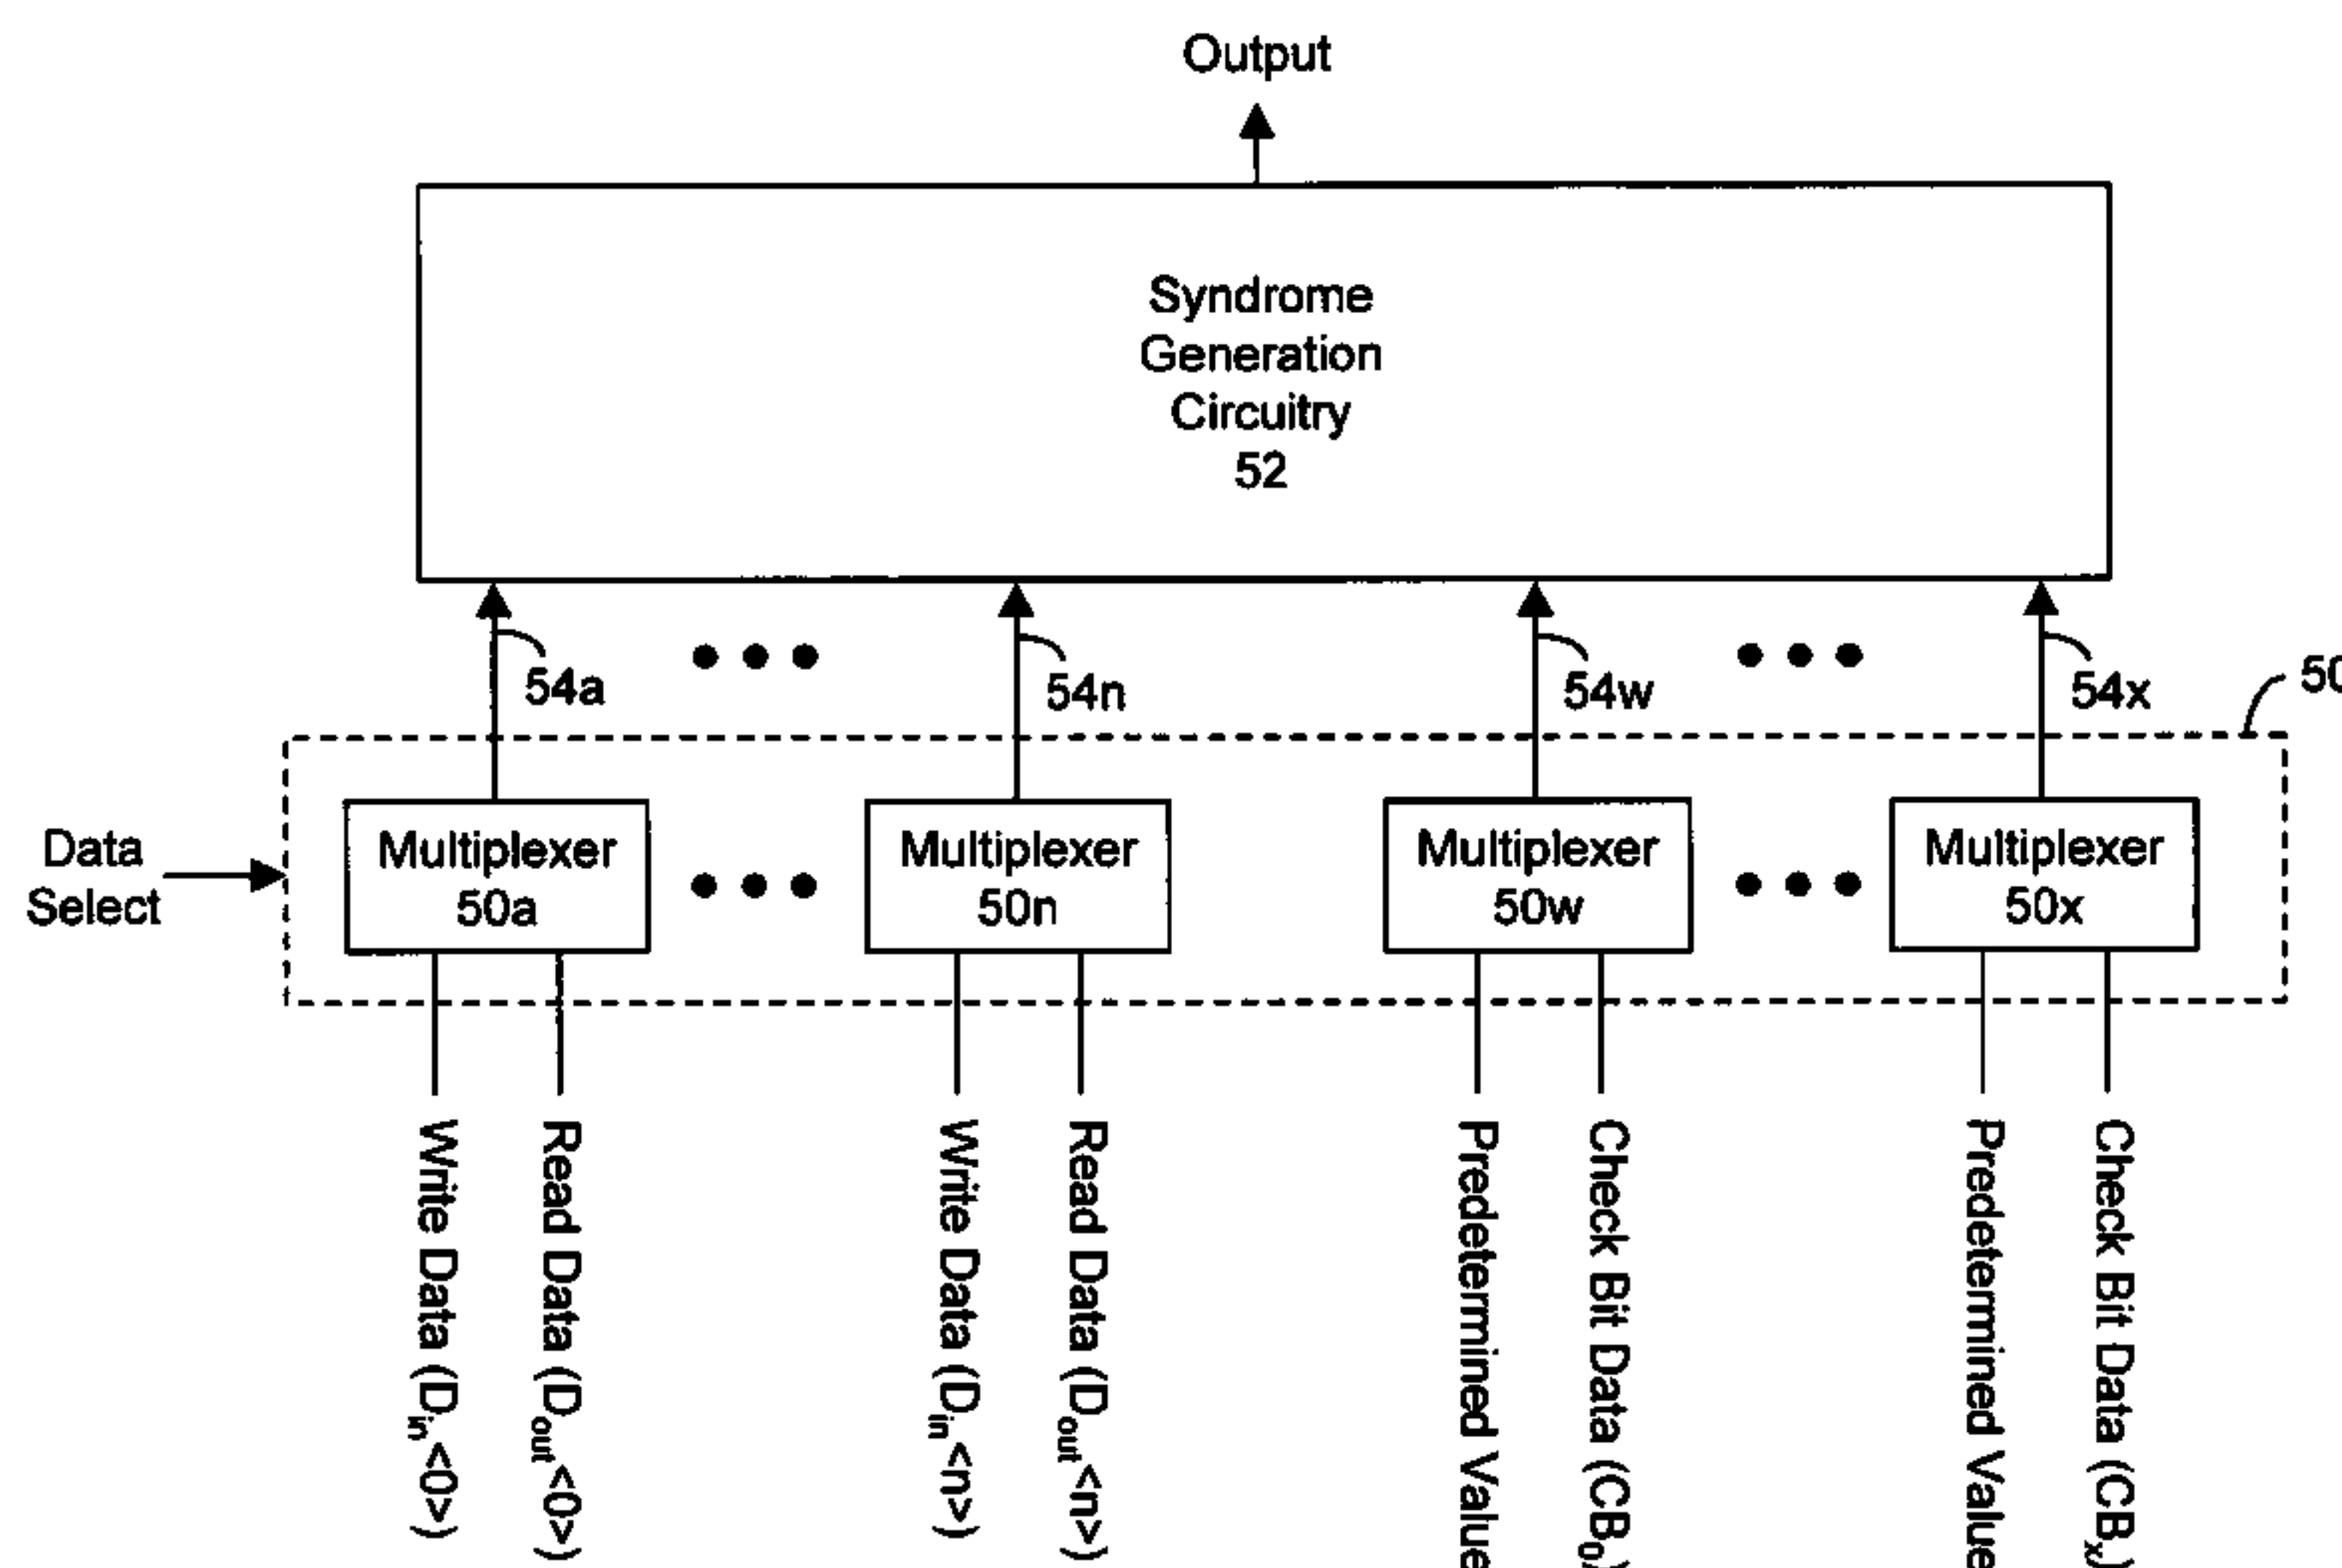 Output
Syndrome
Generation
Circuitry
52
54a
54n
54w
54x
50
Data
Select
Multiplexer
50a
Multiplexer
50n
Multiplexer
50w
Multiplexer
50x
Write Data (Din<0>)
Read Data (Dout<0>)
Write Data (Din<n>)
Read Data (Dout<n>)
Predetermined Value
Check Bit Data (CB0)
Predetermined Value
Check Bit Data (CBx)